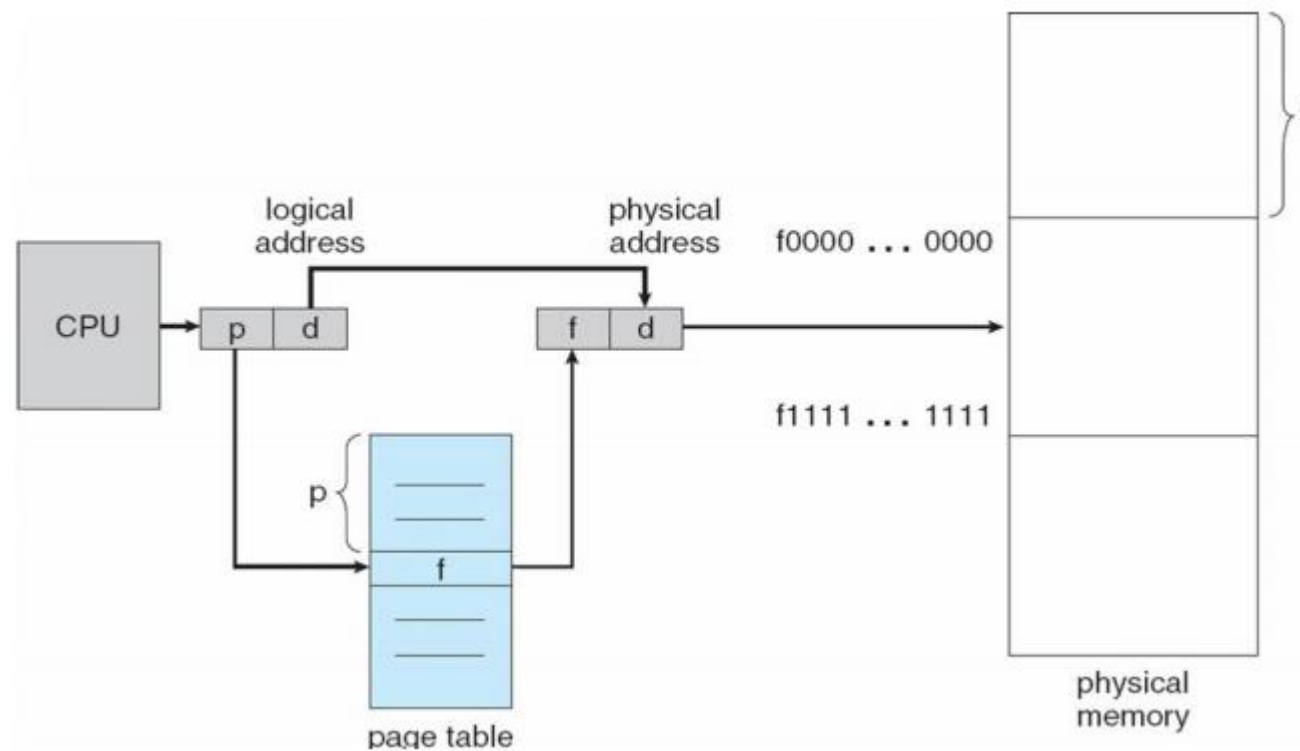 logical
address
physical
address
f0000 ... 0000
CPU
p
d
f
d
f1111 ... 1111
p
f
page table
physical
memory